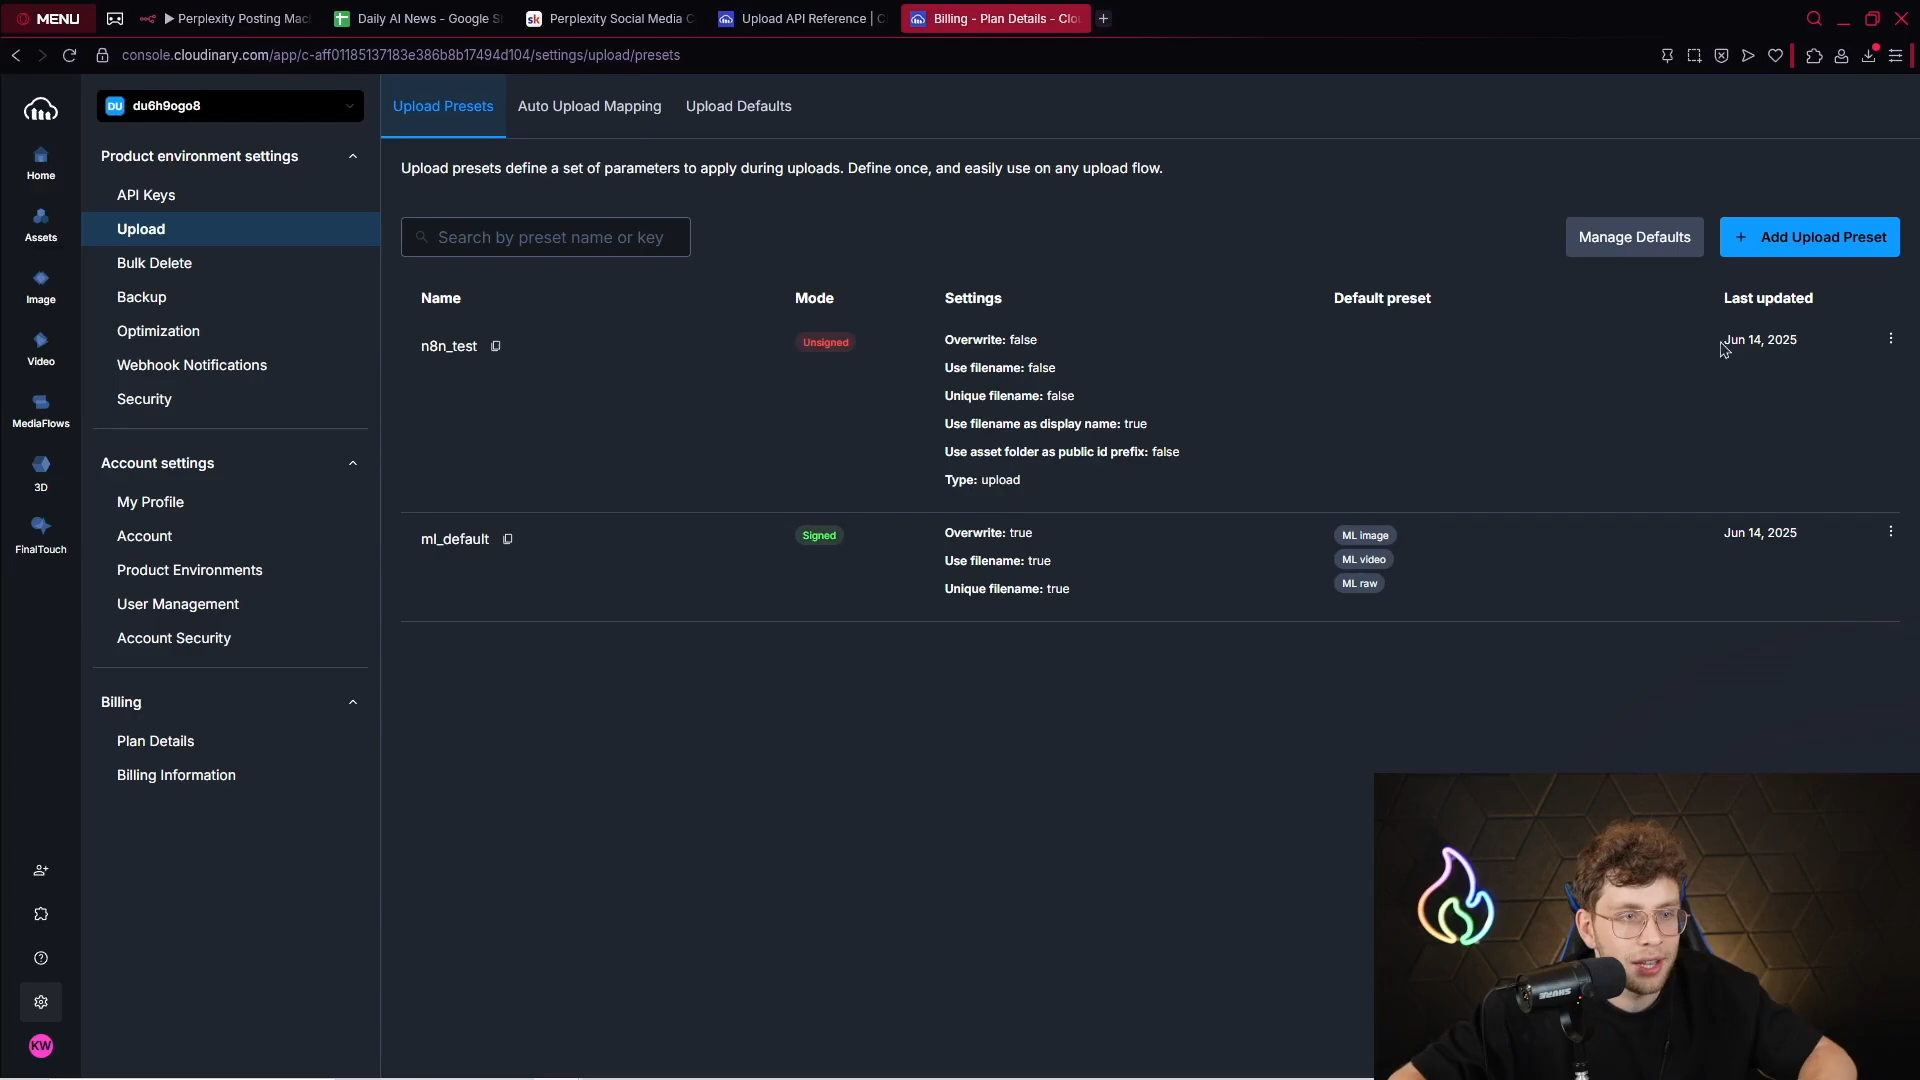 MENU
Perplexity Posting Mac
Daily AI News - Google S
sk
Perplexity Social Media C
Upload API Reference | C
Billing - Plan Details - Clou
console.cloudinary.com/app/c-aff01185137183e386b8b17494d104/settings/upload/presets
DU
du6h9ogo8
Product environment settings
API Keys
Upload
Bulk Delete
Backup
Optimization
Webhook Notifications
Security
Account settings
My Profile
Account
Product Environments
User Management
Account Security
Billing
Plan Details
Billing Information
Home
Assets
Image
Video
MediaFlows
3D
FinalTouch
KW
Upload Presets
Auto Upload Mapping
Upload Defaults
Upload presets define a set of parameters to apply during uploads. Define once, and easily use on any upload flow.
Search by preset name or key
Manage Defaults
+ Add Upload Preset
Name
Mode
Settings
Default preset
Last updated
n8n_test
Unsigned
Overwrite: false
Use filename: false
Unique filename: false
Use filename as display name: true
Use asset folder as public id prefix: false
Type: upload
Jun 14, 2025
ml_default
Signed
Overwrite: true
Use filename: true
Unique filename: true
ML image
ML video
ML raw
Jun 14, 2025
SHURE